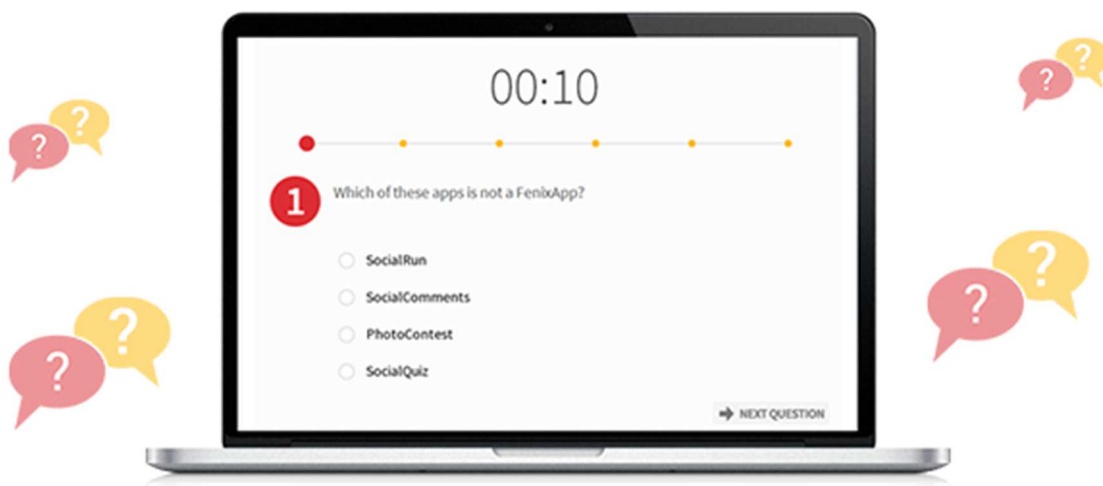 00:10
1 Which of these apps is not a FenixApp?
SocialRun
SocialComments
PhotoContest
SocialQuiz
NEXT QUESTION
? ?
? ?
? ?
? ?